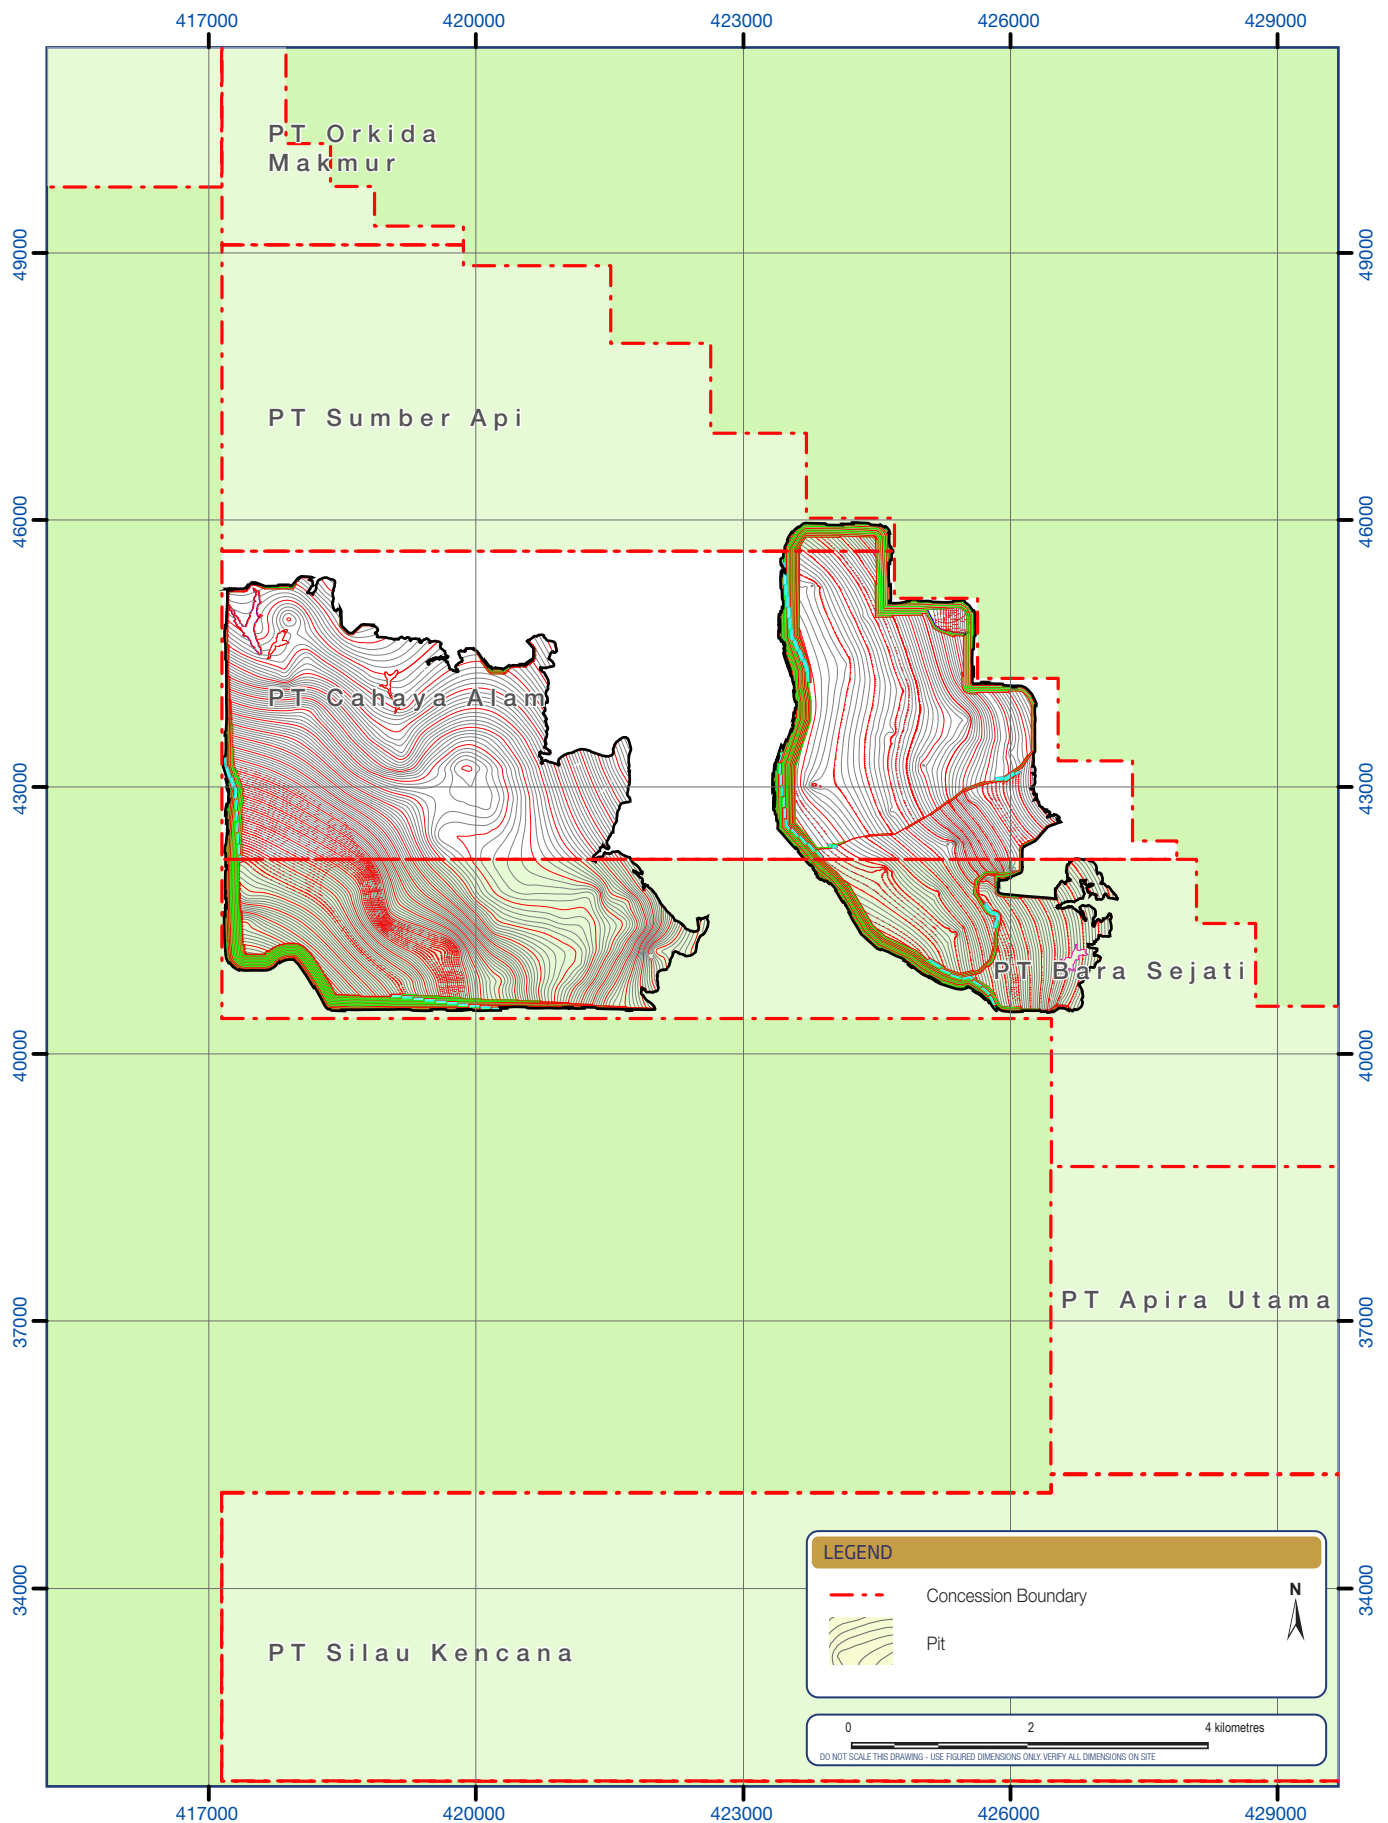 417000 420000 423000 426000 429000
PT Orkida
Makmur
49000 49000
PT Sumber Api
46000 46000
PT Cahaya Alam
43000 43000
PT Bara Sejati
40000 40000
PT Apira Utama
37000 37000
LEGEND
Concession Boundary
N
34000 34000
Pit
PT Silau Kencana
0 2 4 kilometres
DO NOT SCALE THIS DRAWING - USE FIGURED DIMENSIONS ONLY. VERIFY ALL DIMENSIONS ON SITE
417000 420000 423000 426000 429000